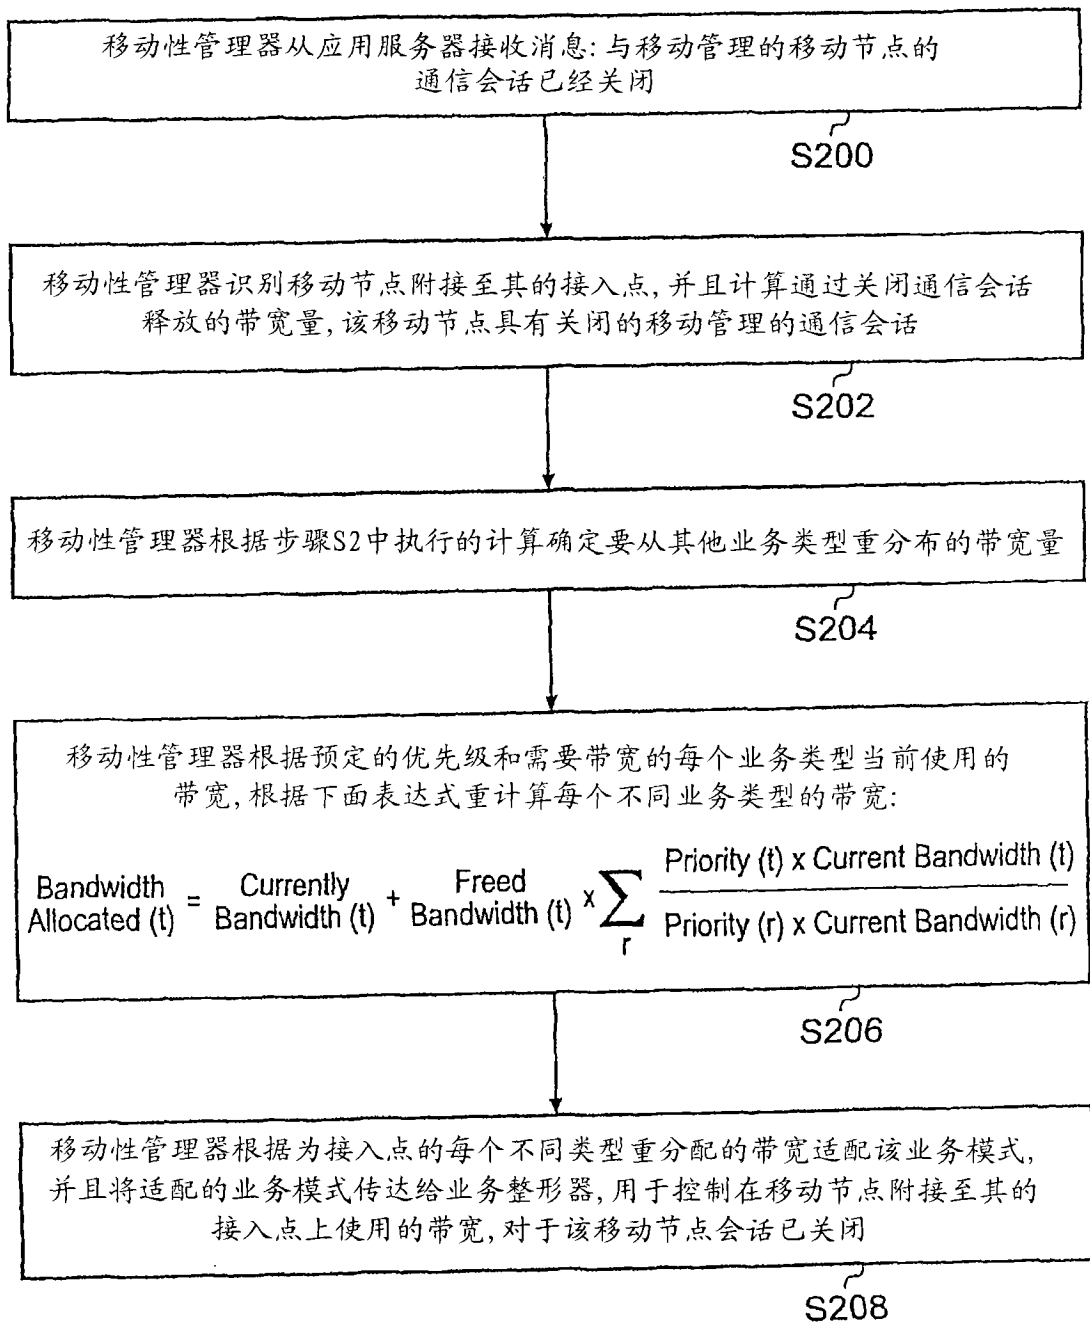 移动性管理器从应用服务器接收消息:与移动管理的移动节点的
通信会话已经关闭
S200
移动性管理器识别移动节点附接至其的接入点,并且计算通过关闭通信会话
释放的带宽量,该移动节点具有关闭的移动管理的通信会话
S202
移动性管理器根据步骤S2中执行的计算确定要从其他业务类型重分布的带宽量
S204
移动性管理器根据预定的优先级和需要带宽的每个业务类型当前使用的
带宽,根据下面表达式重计算每个不同业务类型的带宽:
Bandwidth Allocated (t) = Currently Bandwidth (t) + Freed Bandwidth (t) x ∑ r Priority (t) x Current Bandwidth (t) / Priority (r) x Current Bandwidth (r)
S206
移动性管理器根据为接入点的每个不同类型重分配的带宽适配该业务模式,
并且将适配的业务模式传达给业务整形器,用于控制在移动节点附接至其的
接入点上使用的带宽,对于该移动节点会话已关闭
S208